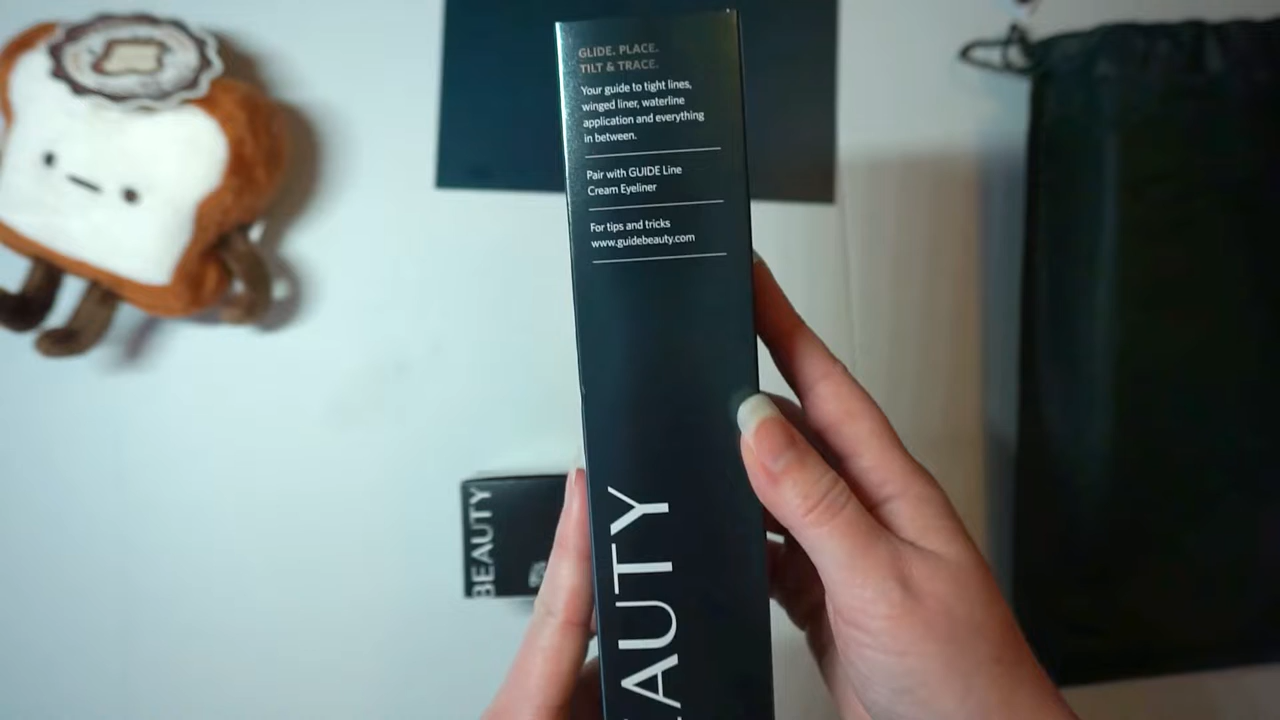 GLIDE. PLACE.
TILT & TRACE.
Your guide to tight lines,
winged liner, waterline
application and everything
in between.
Pair with GUIDE Line
Cream Eyeliner
For tips and tricks
www.guidebeauty.com
EAUTY
BEAUTY